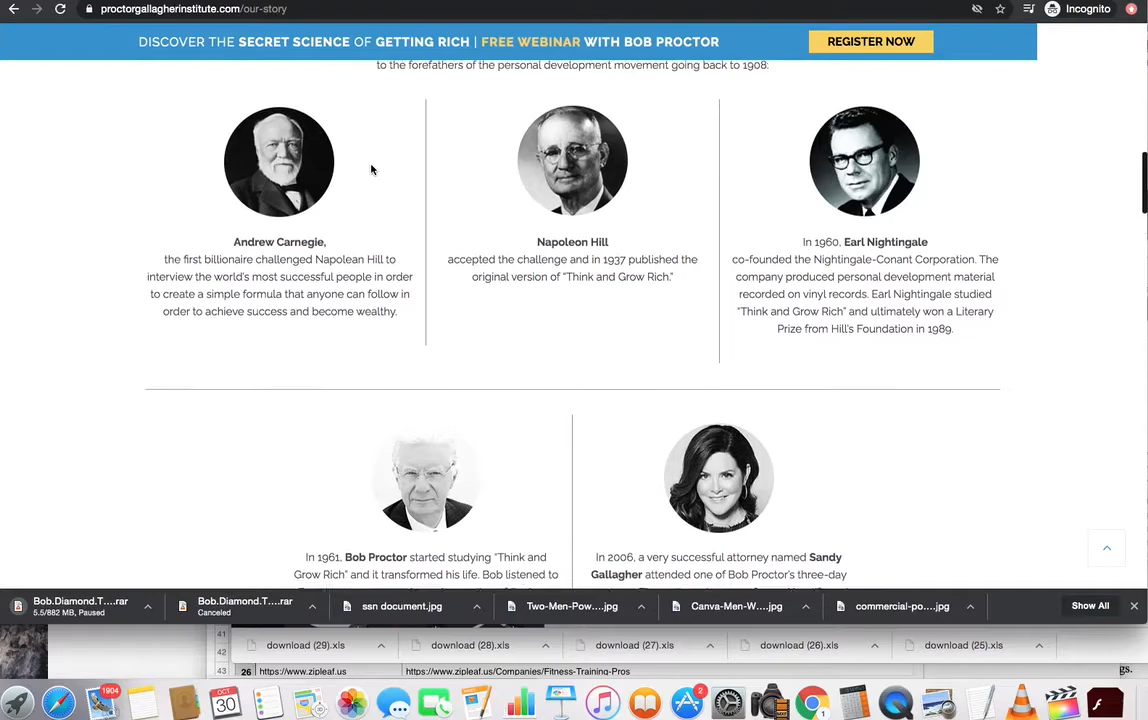 proctorgallagherinstitute.com/our-story
Incognito
DISCOVER THE SECRET SCIENCE OF GETTING RICH | FREE WEBINAR WITH BOB PROCTOR
REGISTER NOW
to the forefathers of the personal development movement going back to 1908:
Andrew Carnegie,
the first billionaire challenged Napolean Hill to
interview the world's most successful people in order
to create a simple formula that anyone can follow in
order to achieve success and become wealthy.
Napoleon Hill
accepted the challenge and in 1937 published the
original version of "Think and Grow Rich."
In 1960, Earl Nightingale
co-founded the Nightingale-Conant Corporation. The
company produced personal development material
recorded on vinyl records. Earl Nightingale studied
"Think and Grow Rich" and ultimately won a Literary
Prize from Hill's Foundation in 1989.
In 1961, Bob Proctor started studying "Think and
Grow Rich" and it transformed his life. Bob listened to
In 2006, a very successful attorney named Sandy
Gallagher attended one of Bob Proctor's three-day
Bob.Diamond.T....rar
5.5/882 MB, Paused
Bob.Diamond.T....rar
Canceled
ssn document.jpg
Two-Men-Pow....jpg
Canva-Men-W....jpg
commercial-po....jpg
Show All
41
42
download (29).xls
download (28).xls
download (27).xls
download (26).xls
download (25).xls
43
26 https://www.zipleaf.us
https://www.zipleaf.us/Companies/Fitness-Training-Pros
gs.
1904
OCT
30
2
1